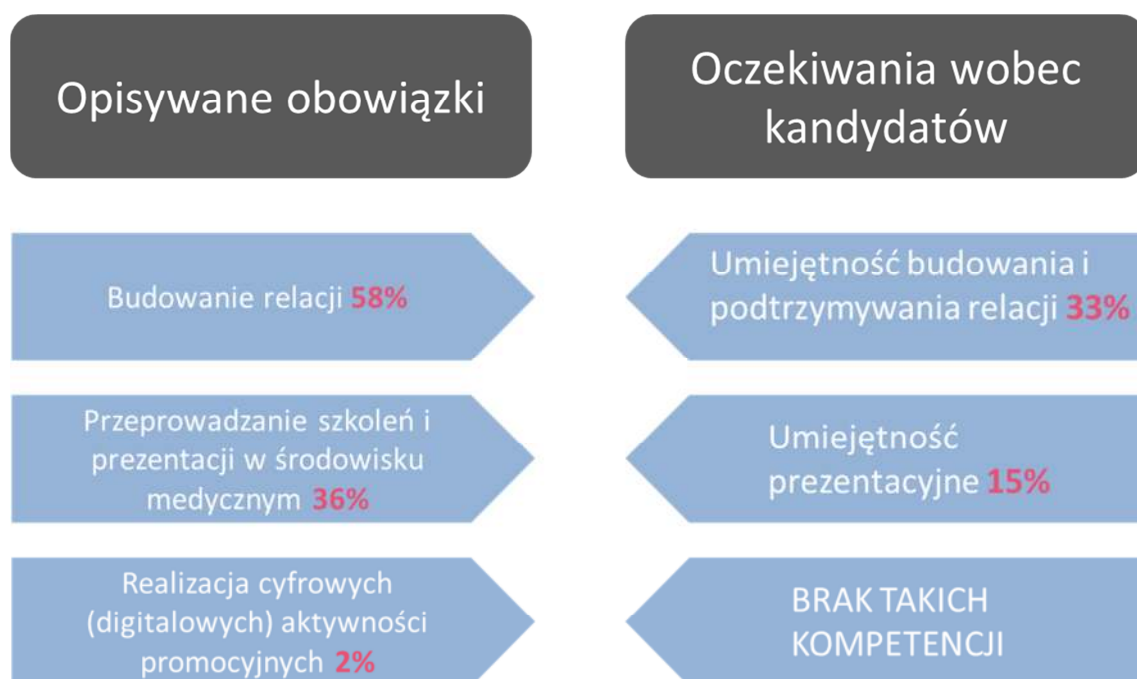 Opisywane obowiązki
Oczekiwania wobec
kandydatów
Budowanie relacji 58%
Umiejętność budowania i
podtrzymywania relacji 33%
Przeprowadzanie szkoleń i
prezentacji w środowisku
medycznym 36%
Umiejętność
prezentacyjne 15%
Realizacja cyfrowych
(digitalowych) aktywności
promocyjnych 2%
BRAK TAKICH
KOMPETENCJI